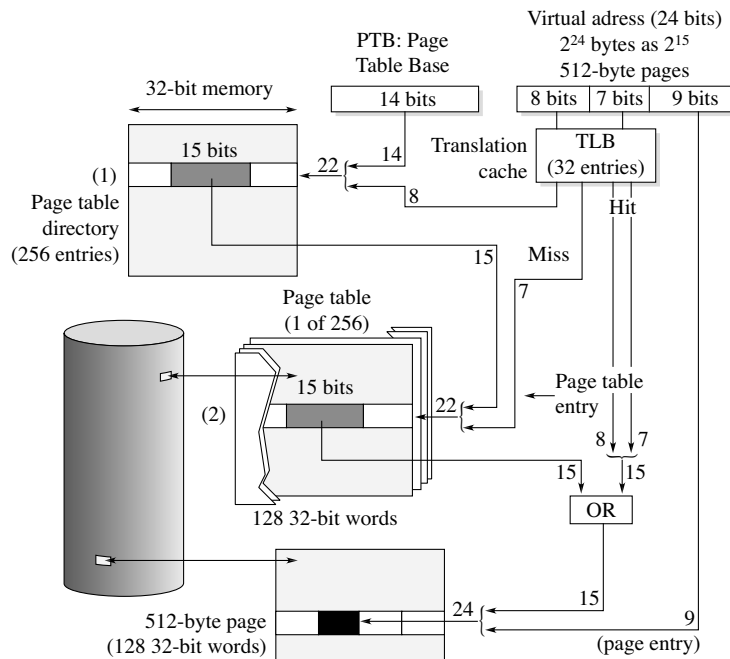 Virtual adress (24 bits)
2^24 bytes as 2^15
512-byte pages
PTB: Page
Table Base
32-bit memory
14 bits
8 bits
7 bits
9 bits
15 bits
14
Translation
cache
TLB
(32 entries)
(1)
22
8
Hit
Page table
directory
(256 entries)
15
Miss
7
Page table
(1 of 256)
15 bits
(2)
22
Page table
entry
8
7
15
15
128 32-bit words
OR
15
512-byte page
(128 32-bit words)
24
9
(page entry)